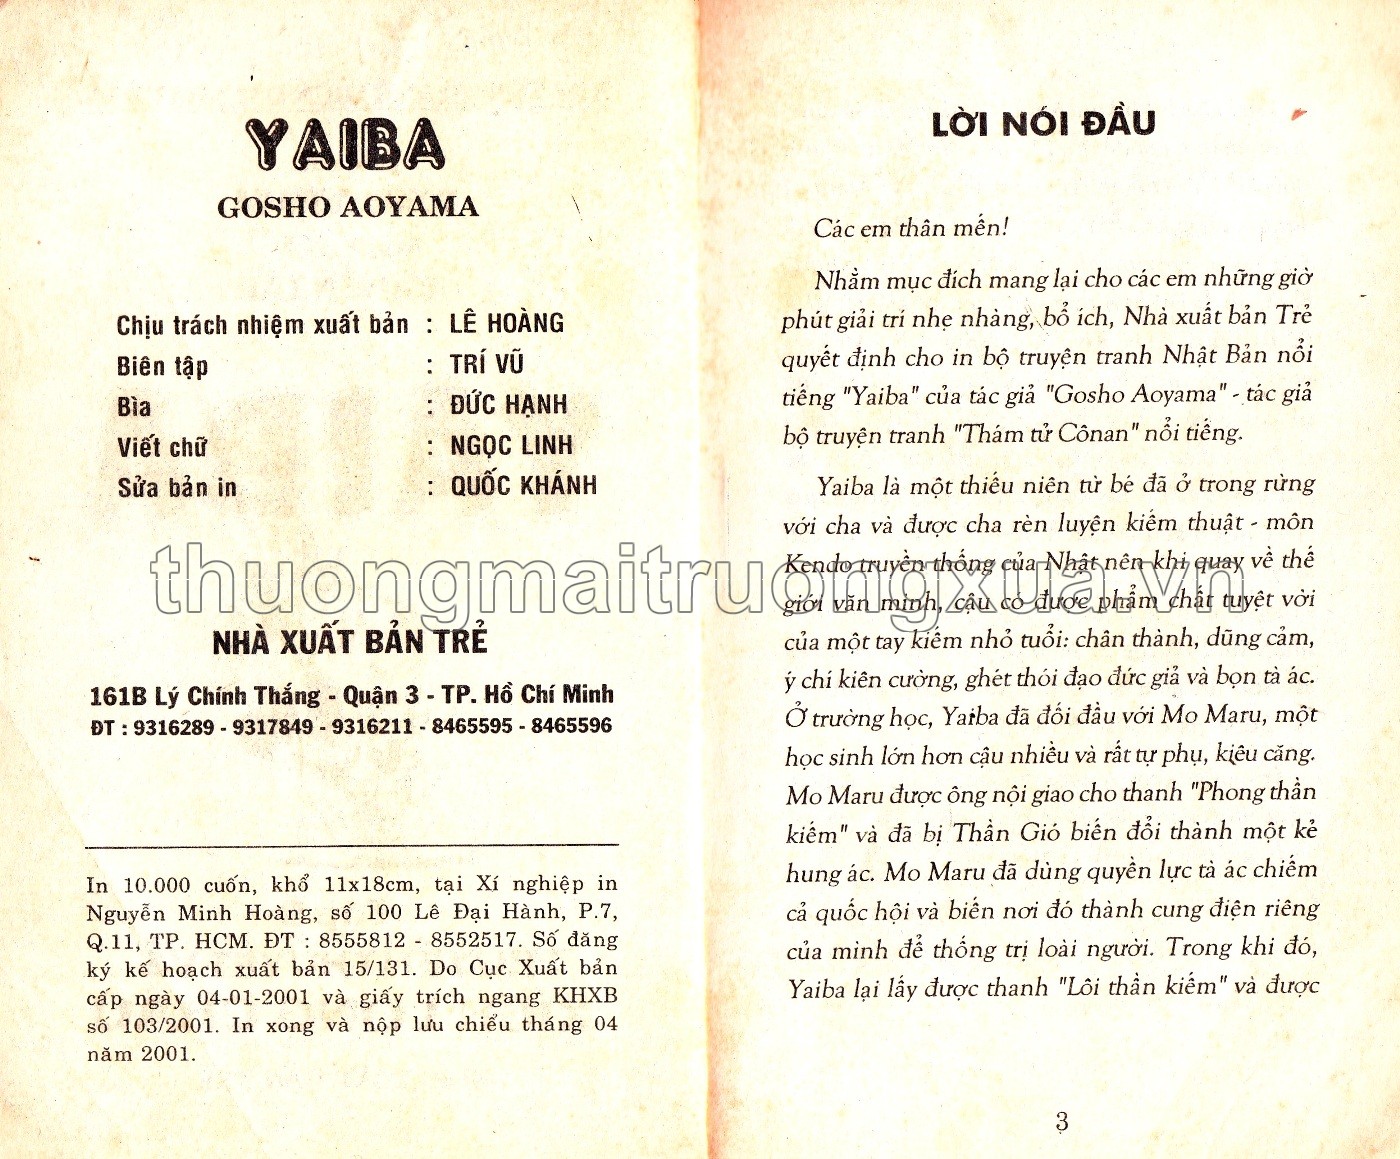 YAIBA
GOSHO AOYAMA
Chịu trách nhiệm xuất bản : LÊ HOÀNG
Biên tập : TRÍ VŨ
Bìa : ĐỨC HẠNH
Viết chữ : NGỌC LINH
Sửa bản in : QUỐC KHÁNH
NHÀ XUẤT BẢN TRẺ
161B Lý Chính Thắng - Quận 3 - TP. Hồ Chí Minh
ĐT : 9316289 - 9317849 - 9316211 - 8465595 - 8465596
In 10.000 cuốn, khổ 11x18cm, tại Xí nghiệp in
Nguyễn Minh Hoàng, số 100 Lê Đại Hành, P.7,
Q.11, TP. HCM. ĐT : 8555812 - 8552517. Số đăng
ký kế hoạch xuất bản 15/131. Do Cục Xuất bản
cấp ngày 04-01-2001 và giấy trích ngang KHXB
số 103/2001. In xong và nộp lưu chiểu tháng 04
năm 2001.
LỜI NÓI ĐẦU
Các em thân mến!
Nhằm mục đích mang lại cho các em những giờ
phút giải trí nhẹ nhàng, bổ ích, Nhà xuất bản Trẻ
quyết định cho in bộ truyện tranh Nhật Bản nổi
tiếng "Yaiba" của tác giả "Gosho Aoyama" - tác giả
bộ truyện tranh "Thám tử Cônan" nổi tiếng.
Yaiba là một thiếu niên từ bé đã ở trong rừng
với cha và được cha rèn luyện kiếm thuật - môn
Kendo truyền thống của Nhật nên khi quay về thế
giới văn minh, cậu có được phẩm chất tuyệt vời
của một tay kiếm nhỏ tuổi: chân thành, dũng cảm,
ý chí kiên cường, ghét thói đạo đức giả và bọn tà ác.
Ở trường học, Yaiba đã đối đầu với Mo Maru, một
học sinh lớn hơn cậu nhiều và rất tự phụ, kiêu căng.
Mo Maru được ông nội giao cho thanh "Phong thần
kiếm" và đã bị Thần Gió biến đổi thành một kẻ
hung ác. Mo Maru đã dùng quyền lực tà ác chiếm
cả quốc hội và biến nơi đó thành cung điện riêng
của mình để thống trị loài người. Trong khi đó,
Yaiba lại lấy được thanh "Lôi thần kiếm" và được
3
thuongmaitruongxua.vn